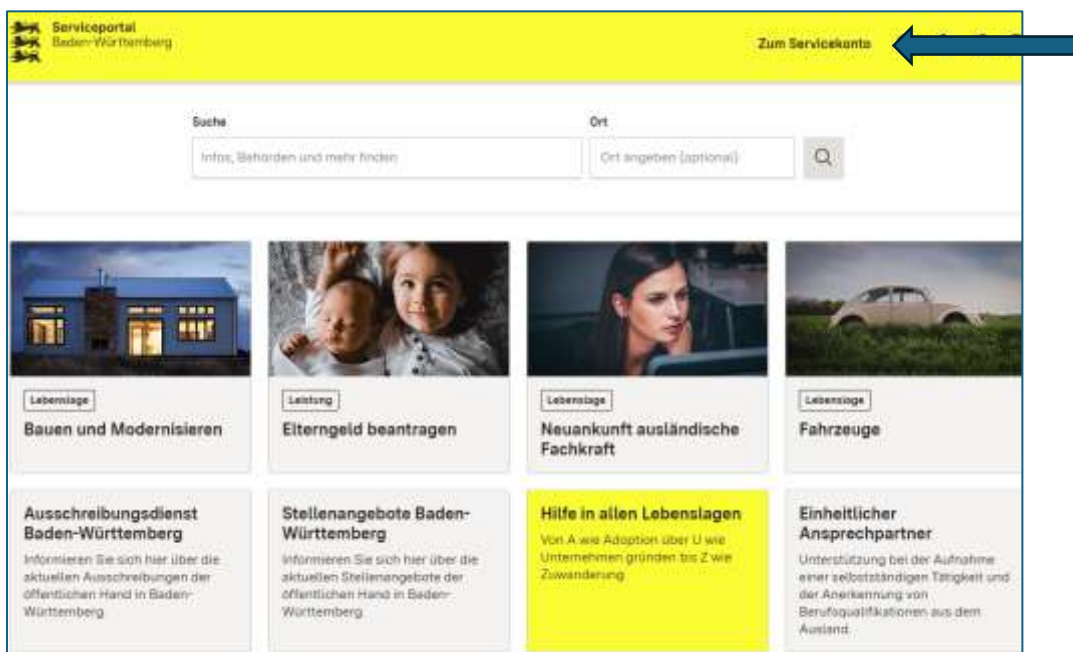 Serviceportal
Baden-Württemberg
Zum Servicekonto
Suche
Ort
Infos, Behörden und mehr finden
Ort angeben (optional)
Lebenslage
Bauen und Modernisieren
Leistung
Elterngeld beantragen
Lebenslage
Neuankunft ausländische
Fachkraft
Lebenslage
Fahrzeuge
Ausschreibungsdienst
Baden-Württemberg
Informieren Sie sich hier über die
aktuellen Ausschreibungen der
öffentlichen Hand in Baden-
Württemberg.
Stellenangebote Baden-
Württemberg
Informieren Sie sich hier über die
aktuellen Stellenangebote der
öffentlichen Hand in Baden-
Württemberg.
Hilfe in allen Lebenslagen
Von A wie Adoption über U wie
Unternehmen gründen bis Z wie
Zuwanderung
Einheitlicher
Ansprechpartner
Unterstützung bei der Aufnahme
einer selbstständigen Tätigkeit und
der Anerkennung von
Berufsqualifikationen aus dem
Ausland.